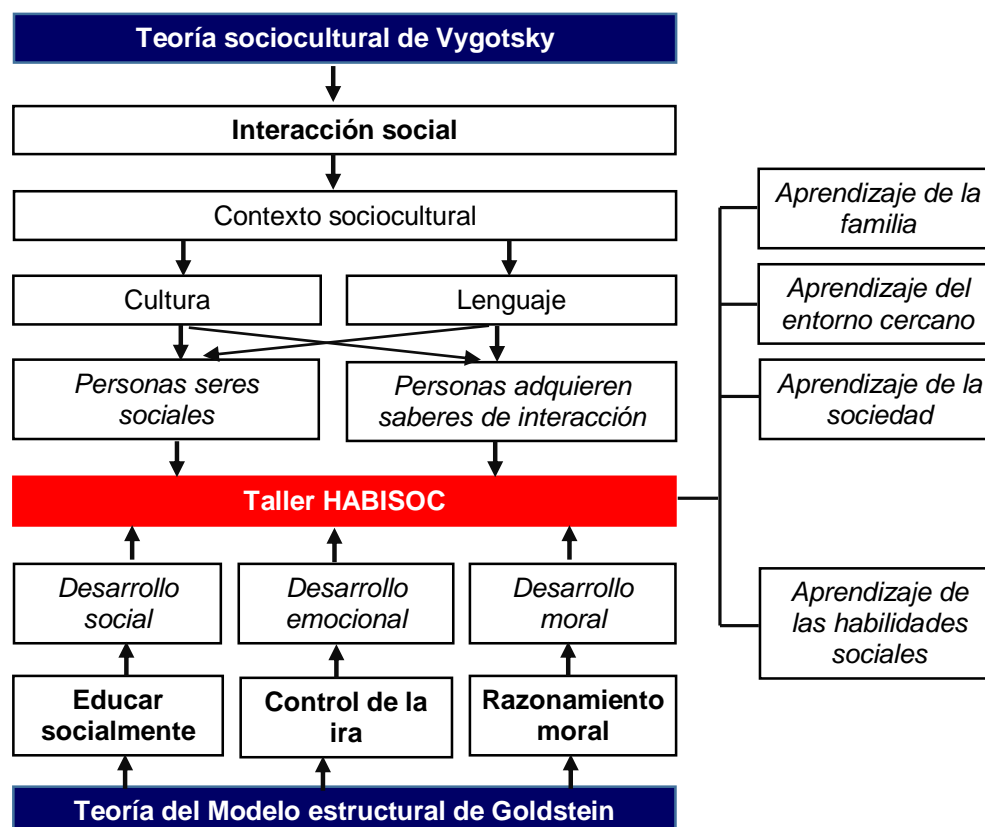 Teoría sociocultural de Vygotsky
Interacción social
Contexto sociocultural
Cultura
Lenguaje
Personas seres
sociales
Personas adquieren
saberes de interacción
Taller HABISOC
Desarrollo
social
Desarrollo
emocional
Desarrollo
moral
Educar
socialmente
Control de la
ira
Razonamiento
moral
Teoría del Modelo estructural de Goldstein
Aprendizaje de la
familia
Aprendizaje del
entorno cercano
Aprendizaje de la
sociedad
Aprendizaje de
las habilidades
sociales